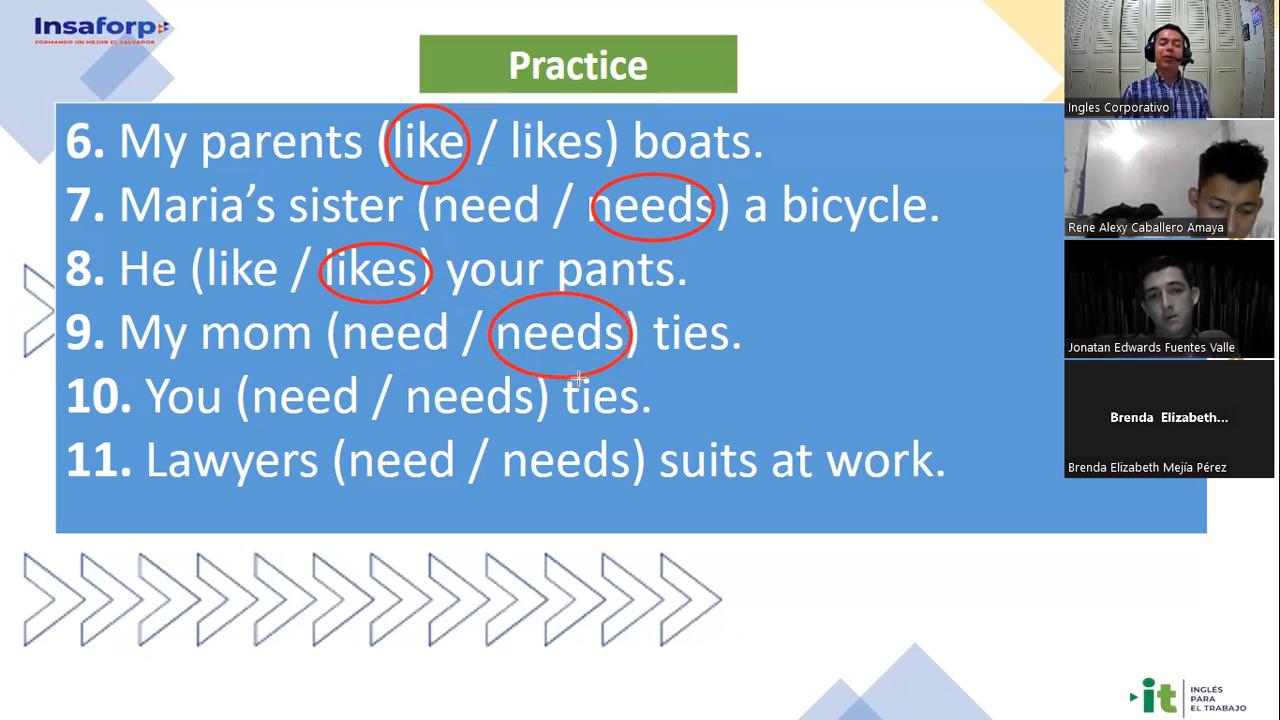 Insaforp
FORMANDO UN MEJOR EL SALVADOR
Practice
6. My parents (like / likes) boats.
7. Maria’s sister (need / needs) a bicycle.
8. He (like / likes) your pants.
9. My mom (need / needs) ties.
10. You (need / needs) ties.
11. Lawyers (need / needs) suits at work.
Ingles Corporativo
Rene Alexy Caballero Amaya
Jonatan Edwards Fuentes Valle
Brenda Elizabeth...
Brenda Elizabeth Mejía Pérez
it
INGLÉS
PARA
EL TRABAJO